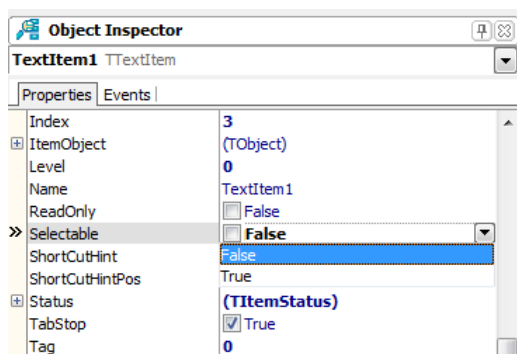 Object Inspector
TextItem1 TTextItem
Properties Events
Index 3
ItemObject (TObject)
Level 0
Name TextItem1
ReadOnly False
Selectable False
ShortCutHint False
ShortCutHintPos True
Status (TItemStatus)
TabStop True
Tag 0